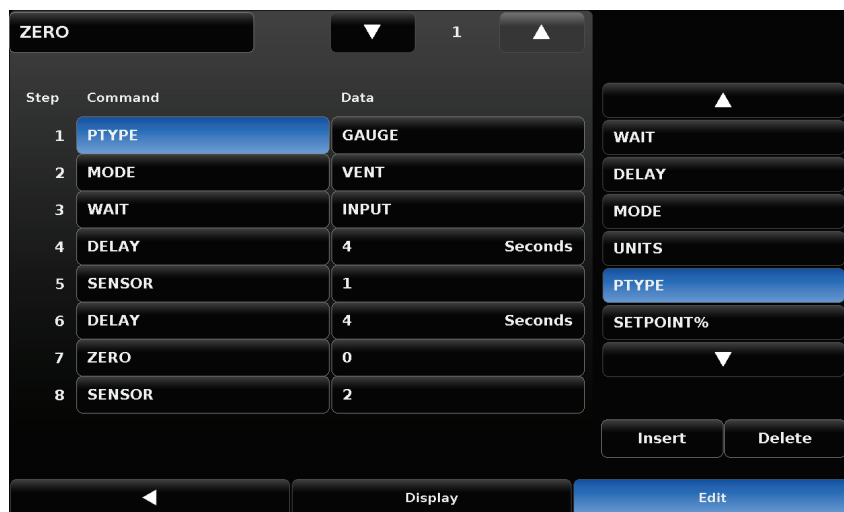 ZERO ▼ 1 ▲
Step Command Data
1 PTYPE GAUGE
2 MODE VENT
3 WAIT INPUT
4 DELAY 4 Seconds
5 SENSOR 1
6 DELAY 4 Seconds
7 ZERO 0
8 SENSOR 2
▲
WAIT
DELAY
MODE
UNITS
PTYPE
SETPOINT%
▼
Insert Delete
◀ Display Edit